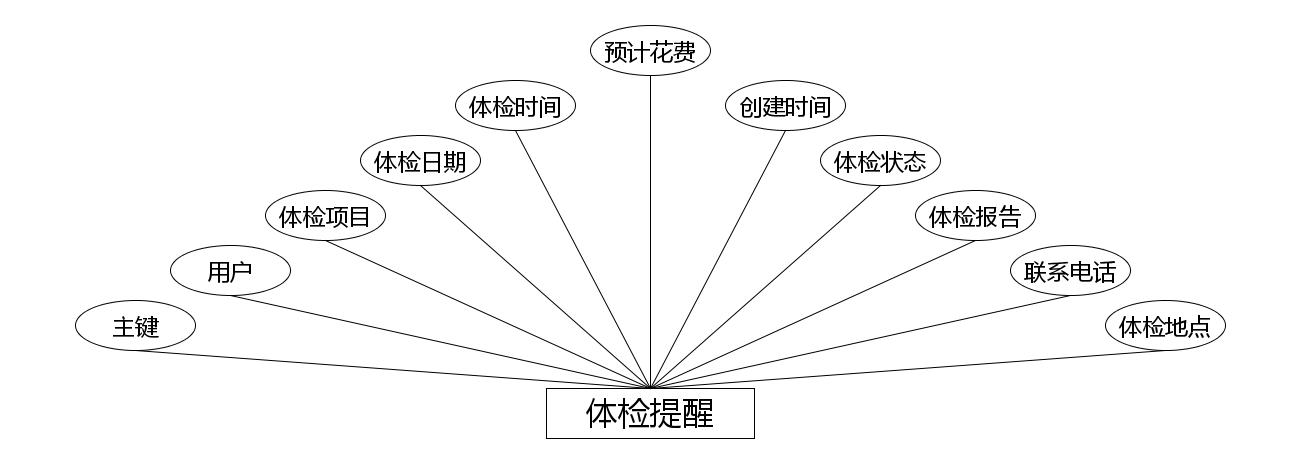 预计花费
体检时间
创建时间
体检日期
体检状态
体检项目
体检报告
用户
联系电话
主键
体检地点
体检提醒